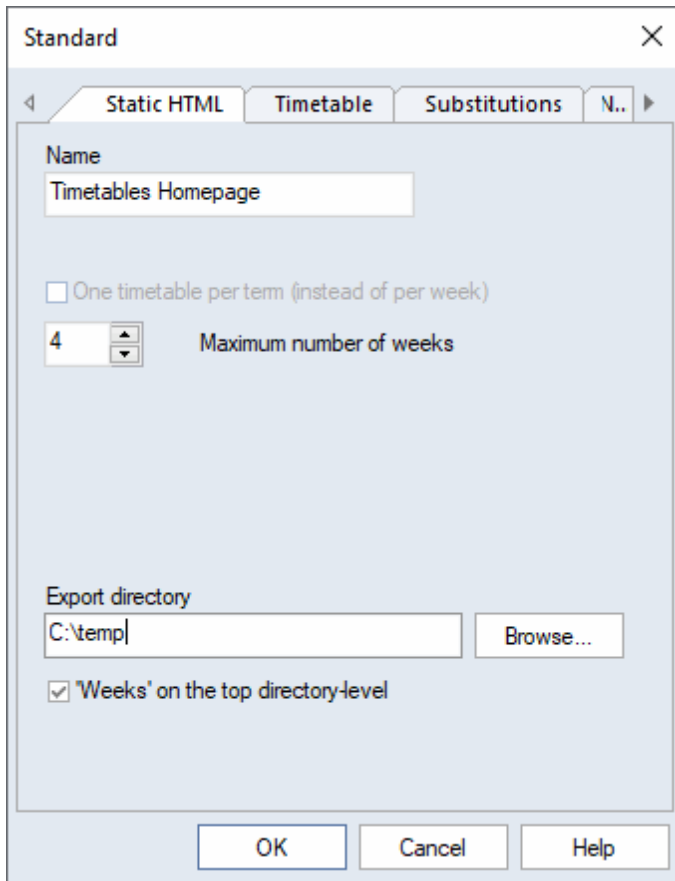 Standard
Static HTML Timetable Substitutions N..
Name
Timetables Homepage
One timetable per term (instead of per week)
4 Maximum number of weeks
Export directory
C:\temp Browse...
'Weeks' on the top directory-level
OK Cancel Help